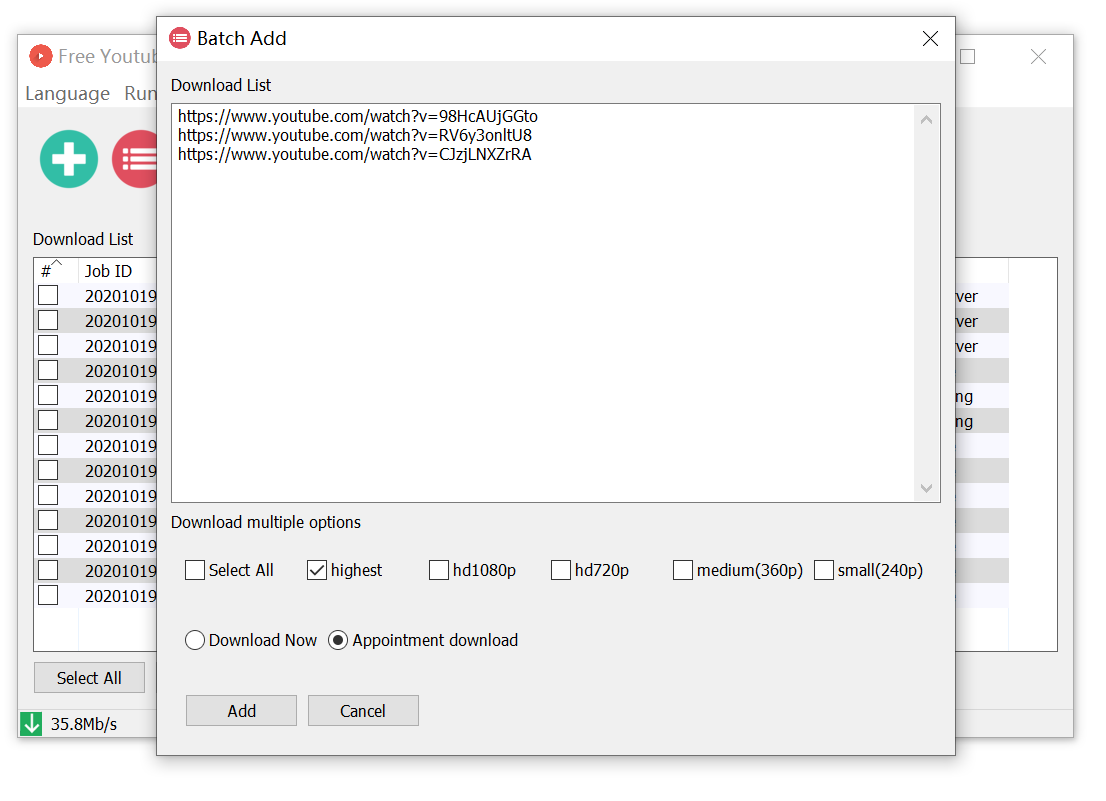 Batch Add
Free Youtub
Language Run
Download List
https://www.youtube.com/watch?v=98HcAUjGGto
https://www.youtube.com/watch?v=RV6y3onltU8
https://www.youtube.com/watch?v=CJzjLNXZrRA
Download List
# Job ID
20201019 ver
20201019 ver
20201019 ver
20201019
20201019 ng
20201019 ng
20201019
20201019
20201019
20201019
20201019
20201019
20201019
Download multiple options
Select All highest hd1080p hd720p medium(360p) small(240p)
Download Now Appointment download
Select All
Add Cancel
35.8Mb/s